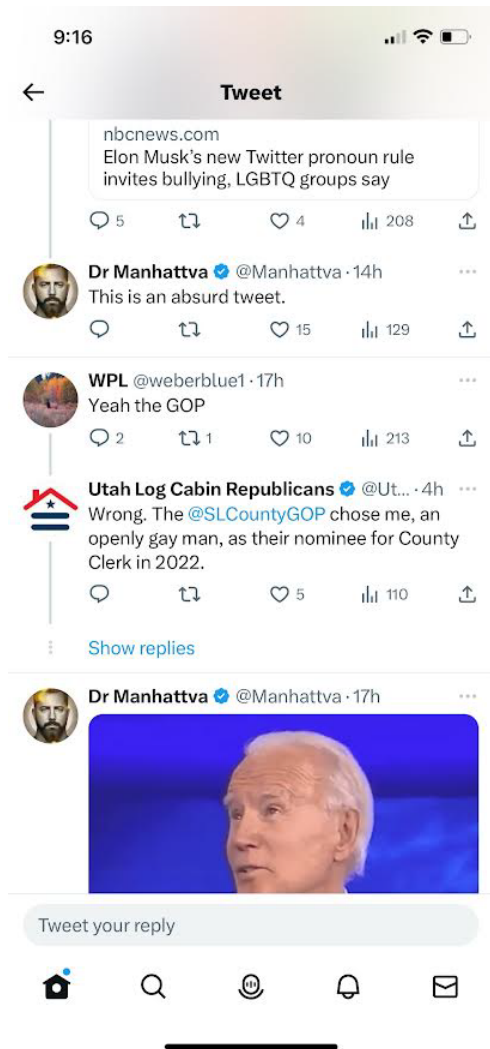 9:16
Tweet
nbcnews.com
Elon Musk's new Twitter pronoun rule
invites bullying, LGBTQ groups say
5 4 208
Dr Manhattva @Manhattva · 14h
This is an absurd tweet.
15 129
WPL @weberblue1 · 17h
Yeah the GOP
2 1 10 213
Utah Log Cabin Republicans @Ut... · 4h
Wrong. The @SLCountyGOP chose me, an
openly gay man, as their nominee for County
Clerk in 2022.
5 110
Show replies
Dr Manhattva @Manhattva · 17h
Tweet your reply